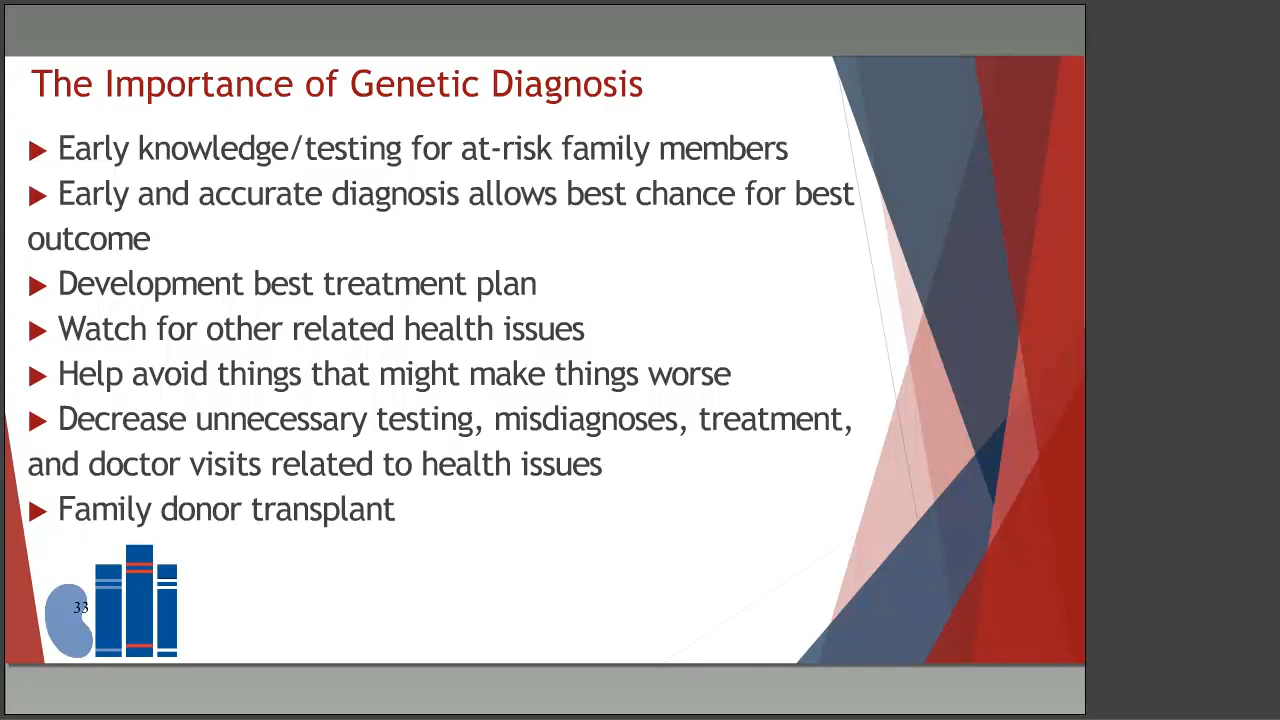 The Importance of Genetic Diagnosis
Early knowledge/testing for at-risk family members
Early and accurate diagnosis allows best chance for best
outcome
Development best treatment plan
Watch for other related health issues
Help avoid things that might make things worse
Decrease unnecessary testing, misdiagnoses, treatment,
and doctor visits related to health issues
Family donor transplant
33